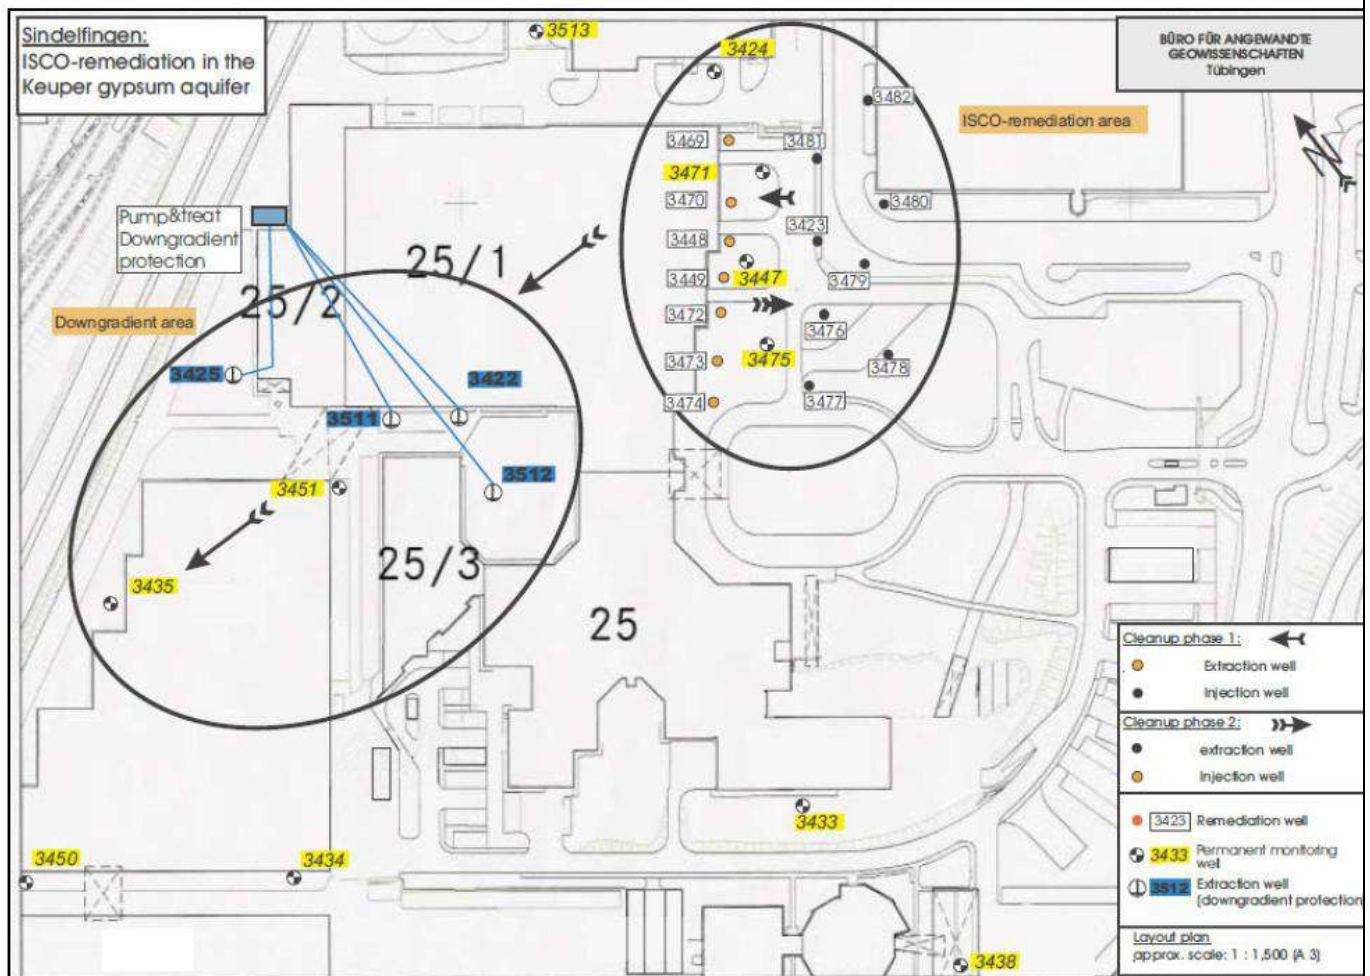 Sindelfingen:
ISCO-remediation in the
Keuper gypsum aquifer
BÜRO FÜR ANGEWANDTE
GEOWISSENSCHAFTEN
Tübingen
3513
3424
3482
ISCO-remediation area
3469
3481
3471
3470
3480
3423
3448
3449
3447
3479
3472
3476
3473
3475
3478
3474
3477
Pump&treat
Downgradient
protection
25/1
25/2
Downgradient area
3425
3422
3511
3512
3451
25/3
3435
25
3433
3450
3434
3438
Cleanup phase 1:
Extraction well
Injection well
Cleanup phase 2:
extraction well
Injection well
3423 Remediation well
3433 Permanent monitoring
well
3512 Extraction well
(downgradient protection
Layout plan
approx. scale: 1 : 1,500 (A 3)